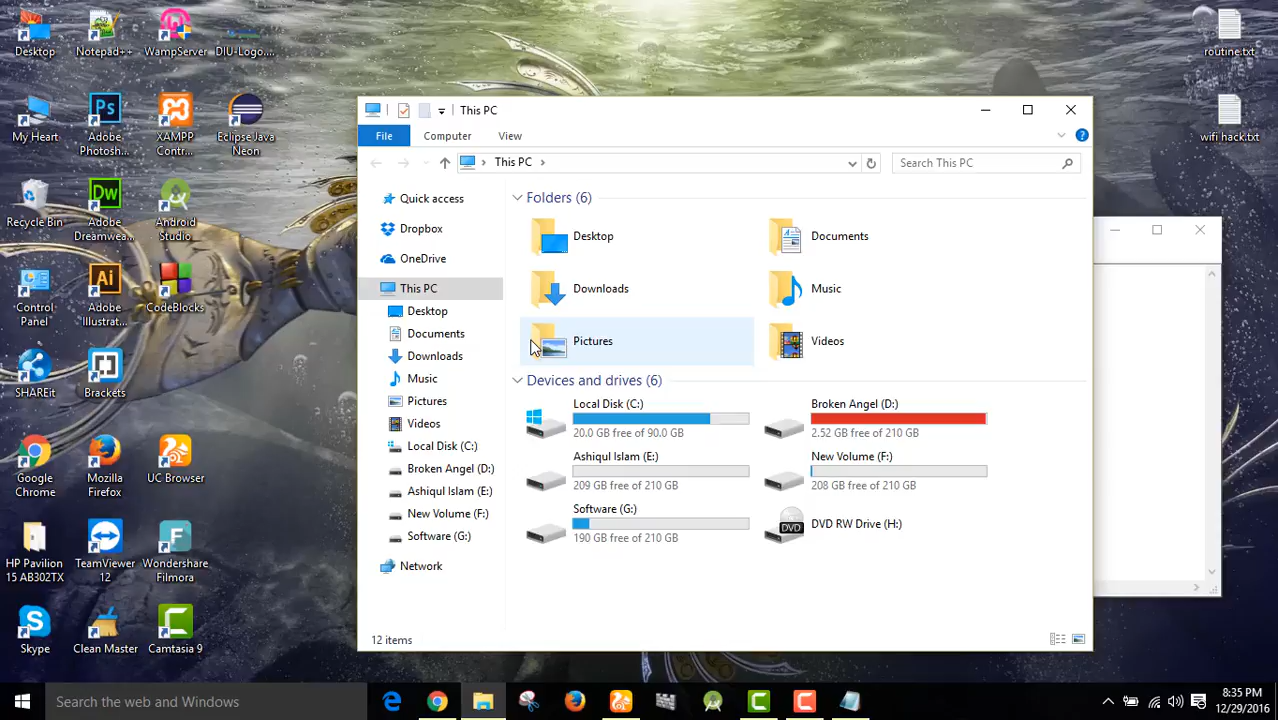 Desktop
Notepad++
WampServer
DIU-Logo....
routine.txt
My Heart
Adobe
Photosh...
XAMPP
Contr...
Eclipse Java
Neon
wifi hack.txt
Recycle Bin
Adobe
Dreamwea...
Android
Studio
Control
Panel
Adobe
Illustrat...
CodeBlocks
SHAREit
Brackets
Google
Chrome
Mozilla
Firefox
UC Browser
HP Pavilion
15 AB302TX
TeamViewer
12
Wondershare
Filmora
Skype
Clean Master
Camtasia 9
This PC
File
Computer
View
This PC
Search This PC
Quick access
Dropbox
OneDrive
This PC
Desktop
Documents
Downloads
Music
Pictures
Videos
Local Disk (C:)
Broken Angel (D:)
Ashiqul Islam (E:)
New Volume (F:)
Software (G:)
Network
Folders (6)
Desktop
Documents
Downloads
Music
Pictures
Videos
Devices and drives (6)
Local Disk (C:)
20.0 GB free of 90.0 GB
Broken Angel (D:)
2.52 GB free of 210 GB
Ashiqul Islam (E:)
209 GB free of 210 GB
New Volume (F:)
208 GB free of 210 GB
Software (G:)
190 GB free of 210 GB
DVD
DVD RW Drive (H:)
12 items
Search the web and Windows
8:35 PM
12/29/2016